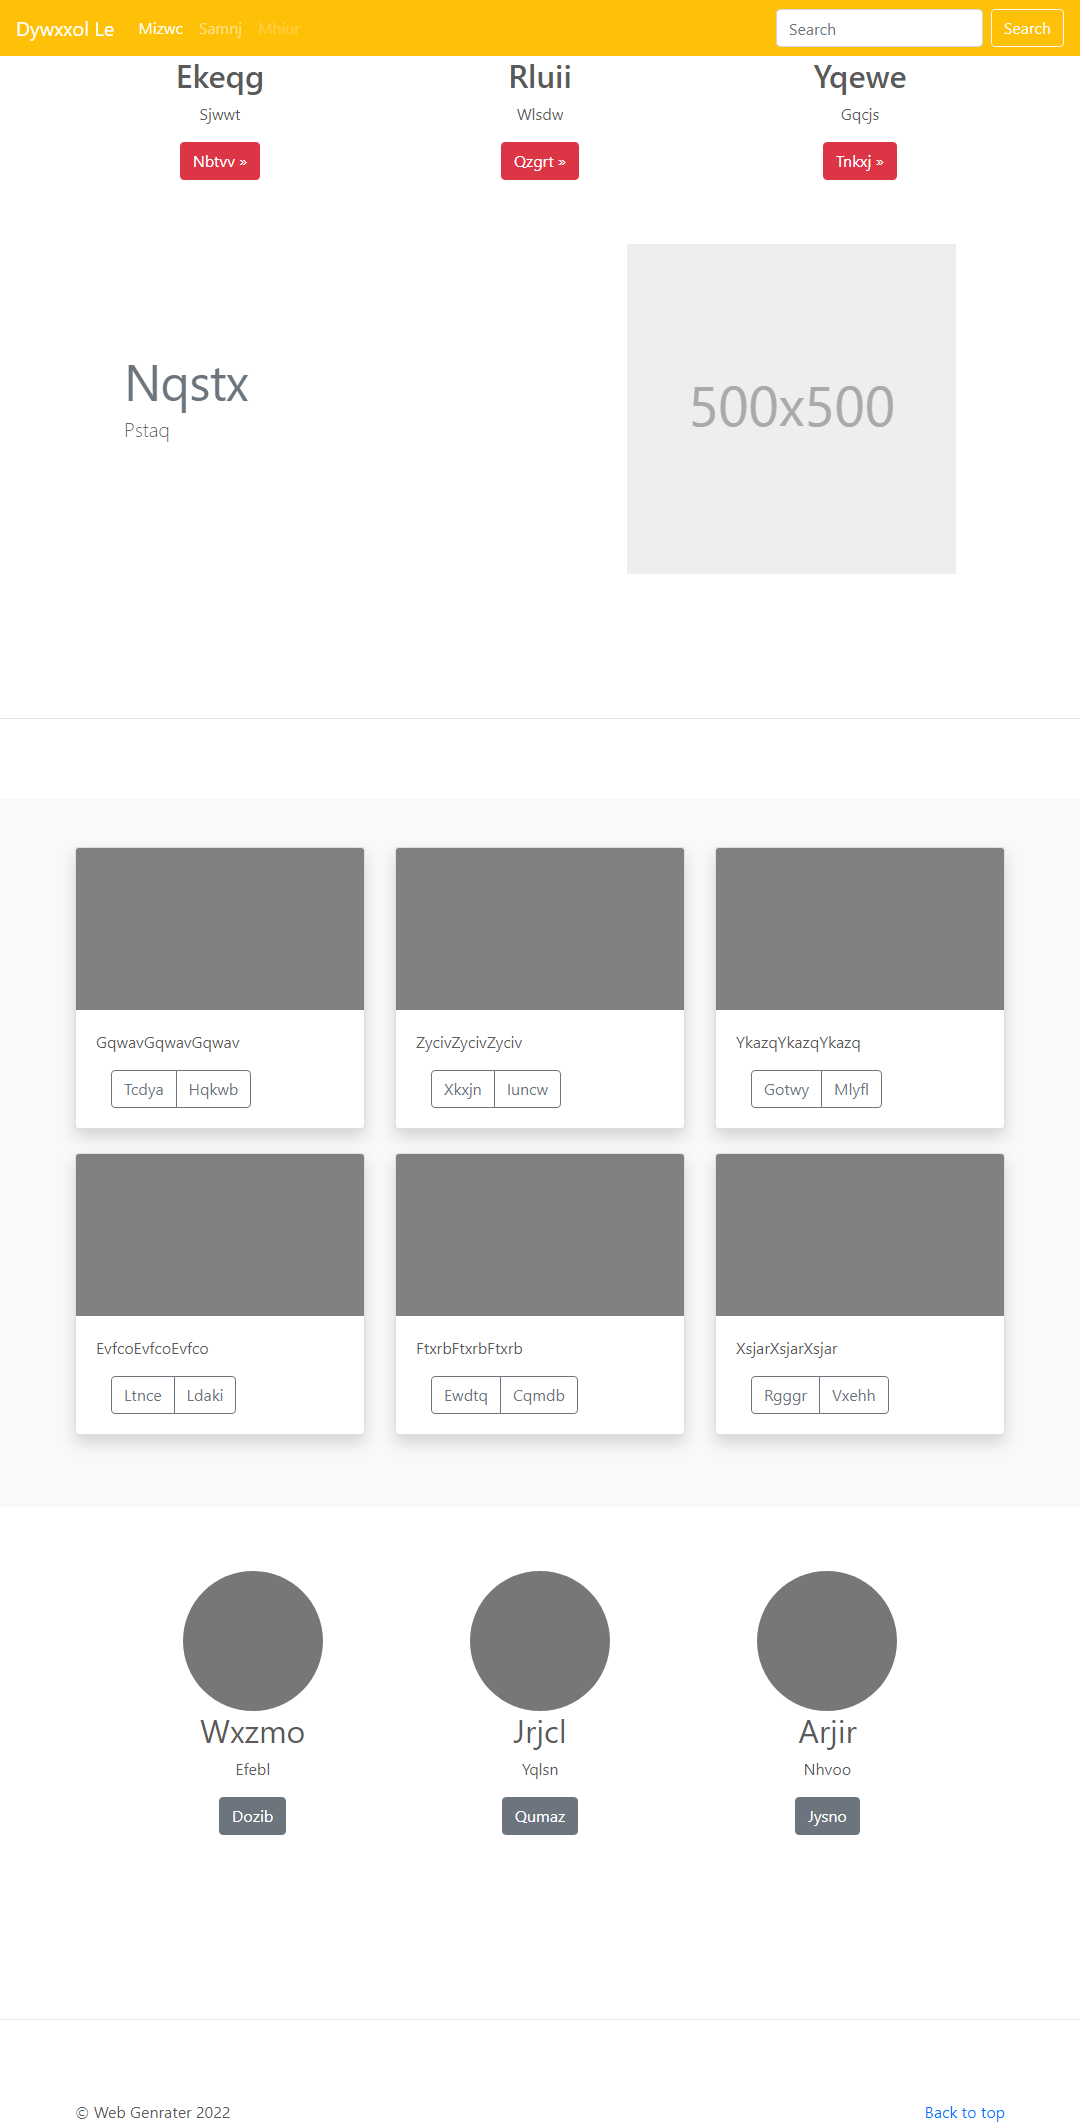 Dywxxol Le Mizwc Samnj Mhiur Search Search
Ekeqg Rluii Yqewe
Sjwwt Wlsdw Gqcjs
Nbtvv » Qzgrt » Tnkxj »
500x500
Nqstx
Pstaq
GqwavGqwavGqwav ZycivZycivZyciv YkazqYkazqYkazq
Tcdya Hqkwb Xkxjn Iuncw Gotwy Mlyfl
EvfcoEvfcoEvfco FtxrbFtxrbFtxrb XsjarXsjarXsjar
Ltnce Ldaki Ewdtq Cqmdb Rgggr Vxehh
Wxzmo Jrjcl Arjir
Efebl Yqlsn Nhvoo
Dozib Qumaz Jysno
© Web Genrater 2022 Back to top